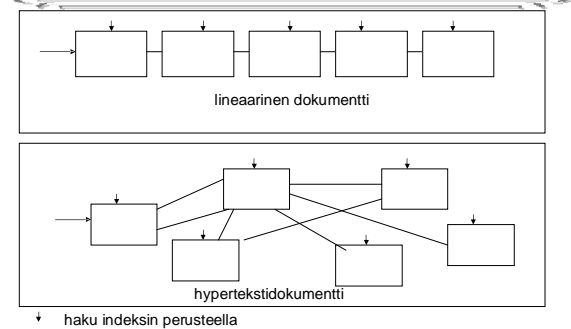 lineaarinen dokumentti
hypertekstidokumentti
haku indeksin perusteella